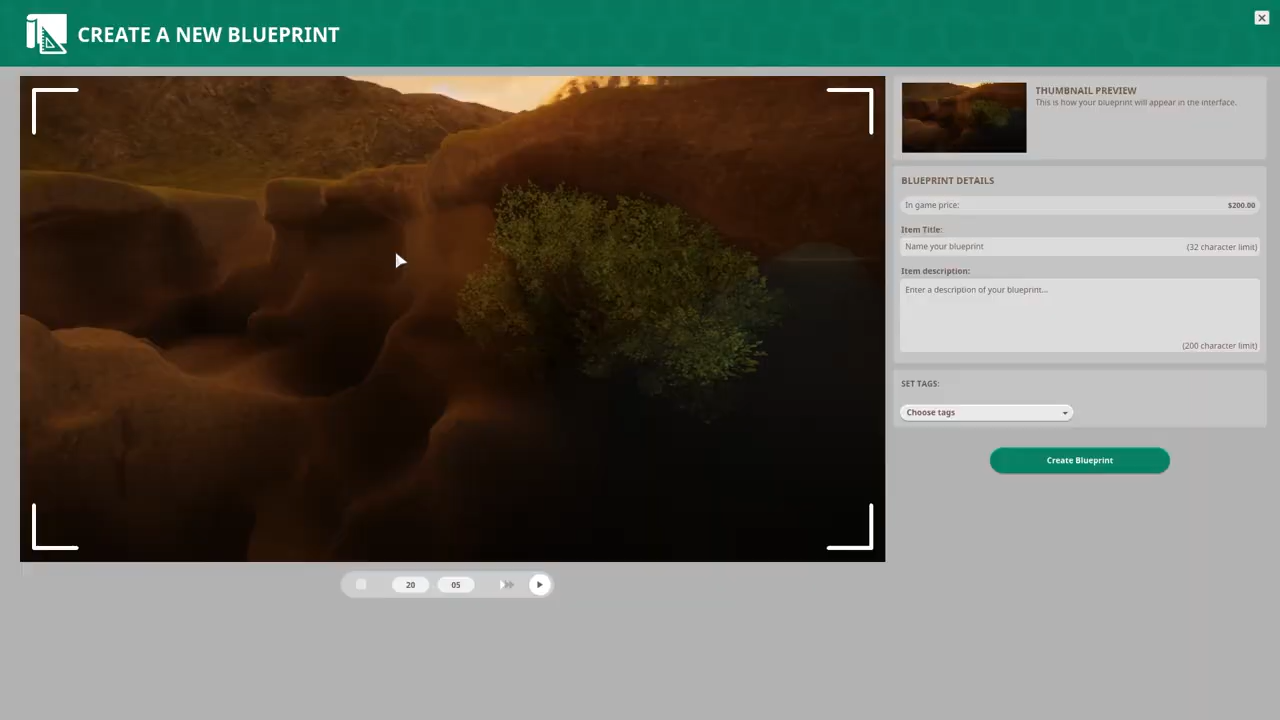 CREATE A NEW BLUEPRINT
THUMBNAIL PREVIEW
This is how your blueprint will appear in the interface.
BLUEPRINT DETAILS
In game price:
$200.00
Item Title:
Name your blueprint
(32 character limit)
Item description:
Enter a description of your blueprint...
(200 character limit)
SET TAGS:
Choose tags
Create Blueprint
20
05